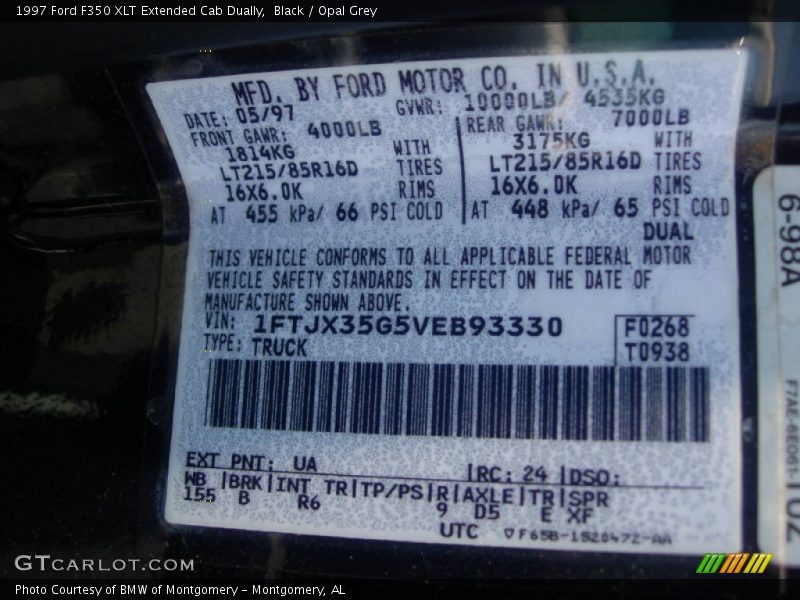 1997 Ford F350 XLT Extended Cab Dually,  Black / Opal Grey
MFD. BY FORD MOTOR CO. IN U.S.A.
DATE: 05/97 GVWR: 10000LB/ 4535KG
FRONT GAWR: 4000LB REAR GAWR: 7000LB
1814KG WITH 3175KG WITH
LT215/85R16D TIRES LT215/85R16D TIRES
16X6.0K RIMS 16X6.0K RIMS
AT 455 kPa/ 66 PSI COLD AT 448 kPa/ 65 PSI COLD
DUAL
THIS VEHICLE CONFORMS TO ALL APPLICABLE FEDERAL MOTOR
VEHICLE SAFETY STANDARDS IN EFFECT ON THE DATE OF
MANUFACTURE SHOWN ABOVE.
VIN: 1FTJX35G5VEB93330 F0268
TYPE: TRUCK T0938
EXT PNT: UA RC: 24 DSO:
WB |BRK|INT TR|TP/PS|R|AXLE|TR|SPR
155 B R6 9 D5 E XF
UTC F65B-1520472-AA
6-98A
102
GTCARLOT.COM
Photo Courtesy of BMW of Montgomery – Montgomery, AL